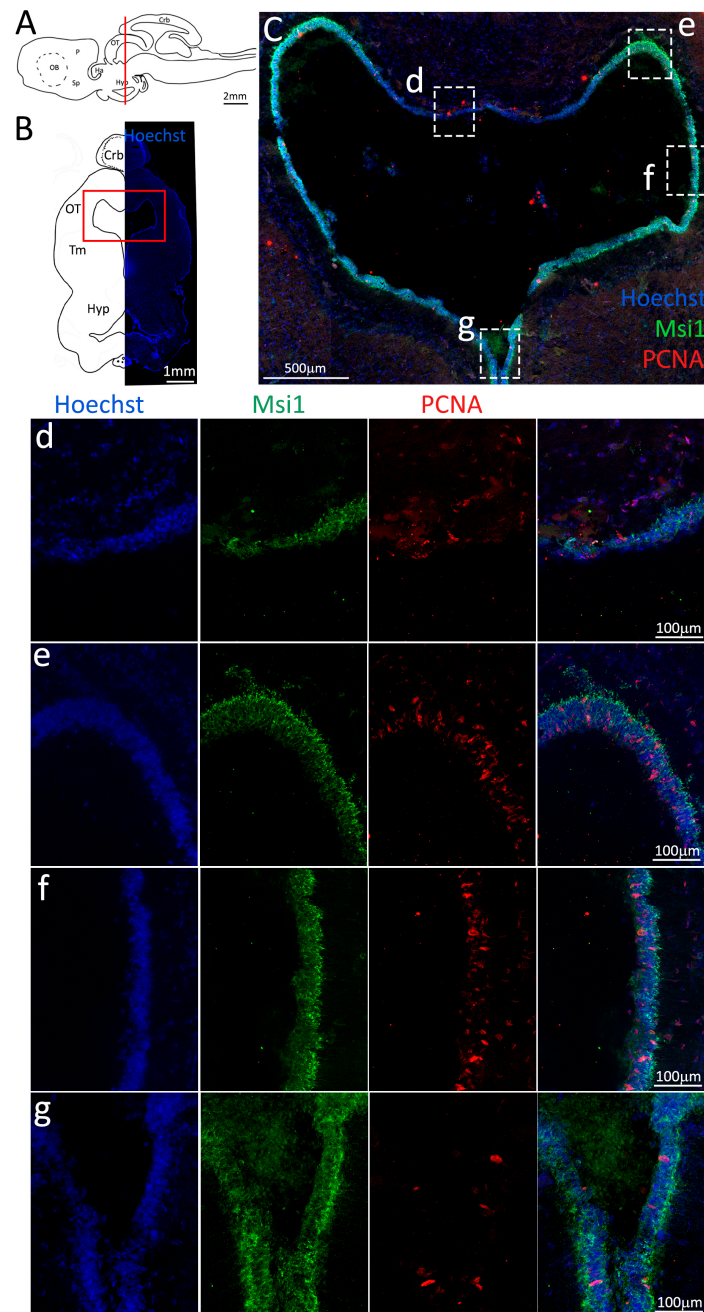 A
Crb
OT
P
OB
Ha
Hyp
Sp
2mm
B
Hoechst
Crb
OT
Tm
Hyp
1mm
C
d
e
f
g
Hoechst
Msi1
PCNA
500µm
Hoechst Msi1 PCNA
d
100µm
e
100µm
f
100µm
g
100µm